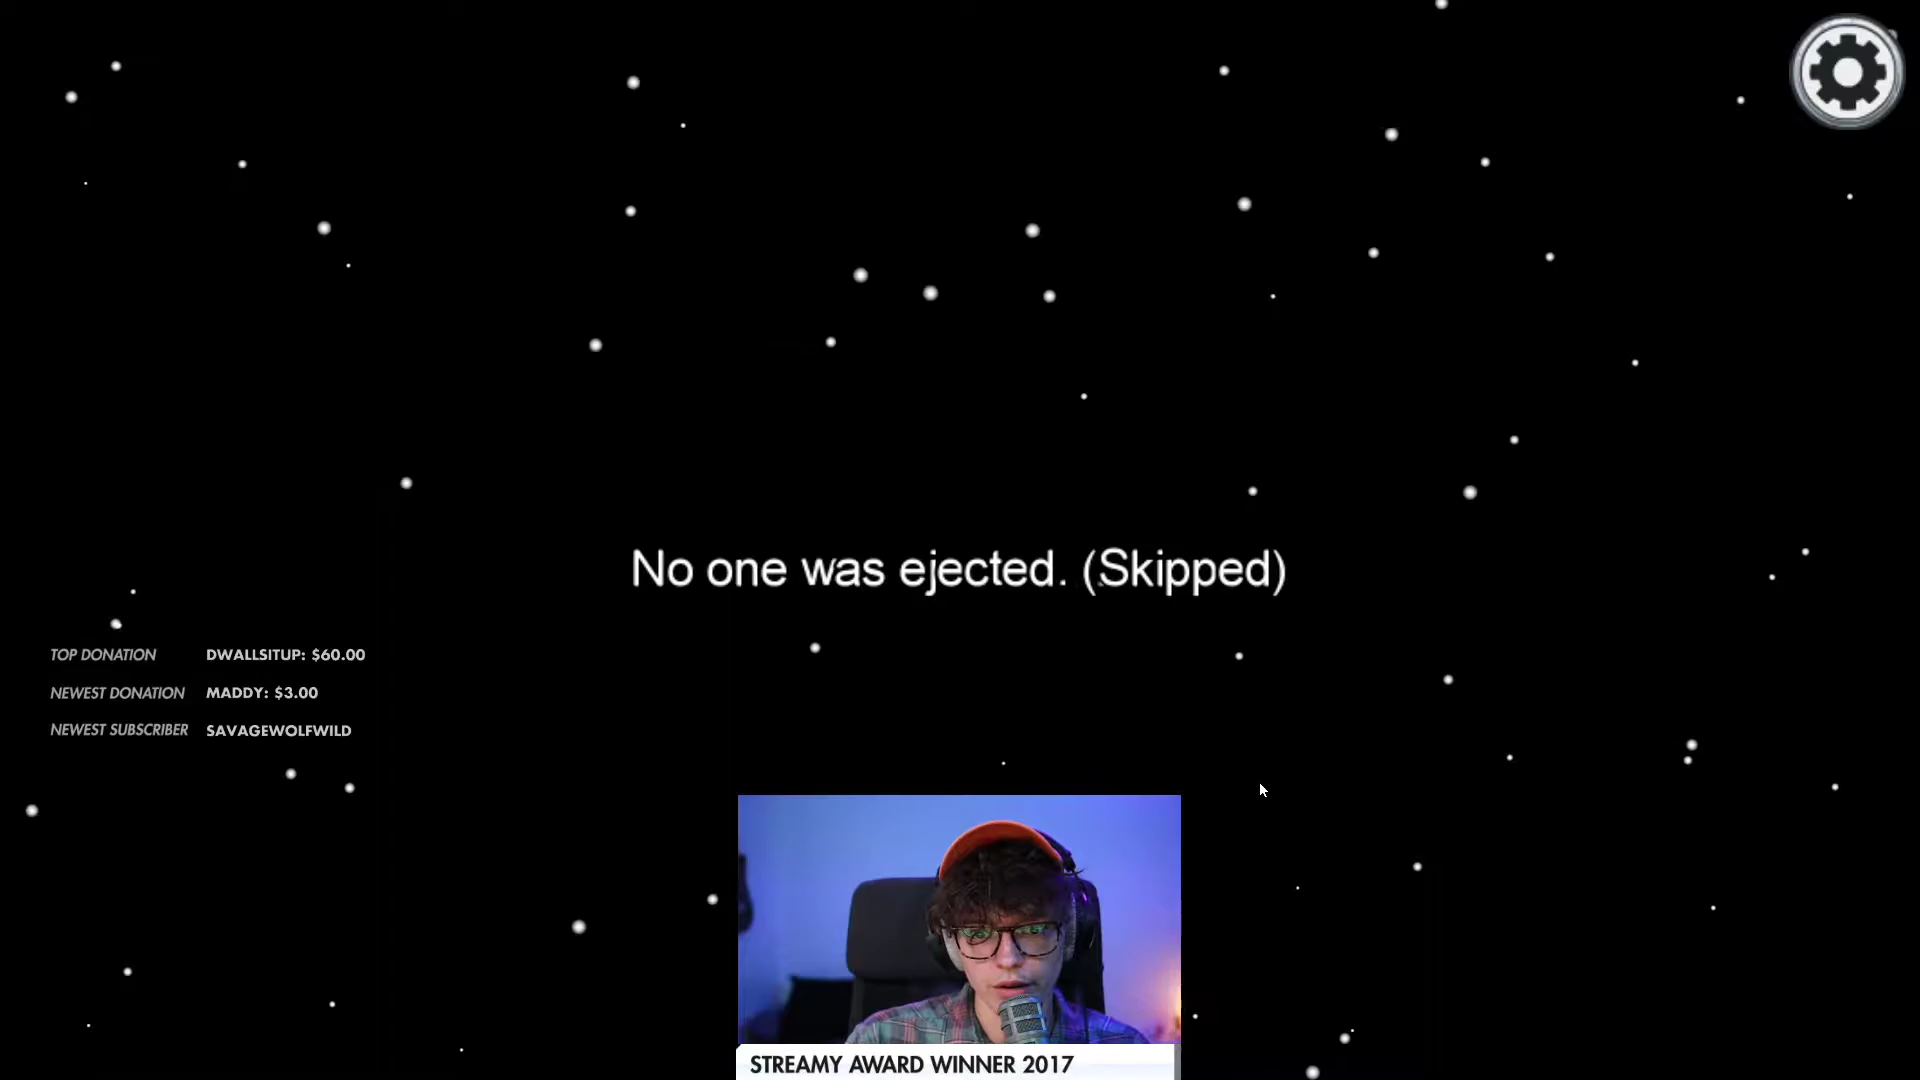 No one was ejected. (Skipped)
TOP DONATION DWALLSITUP: $60.00
NEWEST DONATION MADDY: $3.00
NEWEST SUBSCRIBER SAVAGEWOLFWILD
STREAMY AWARD WINNER 2017